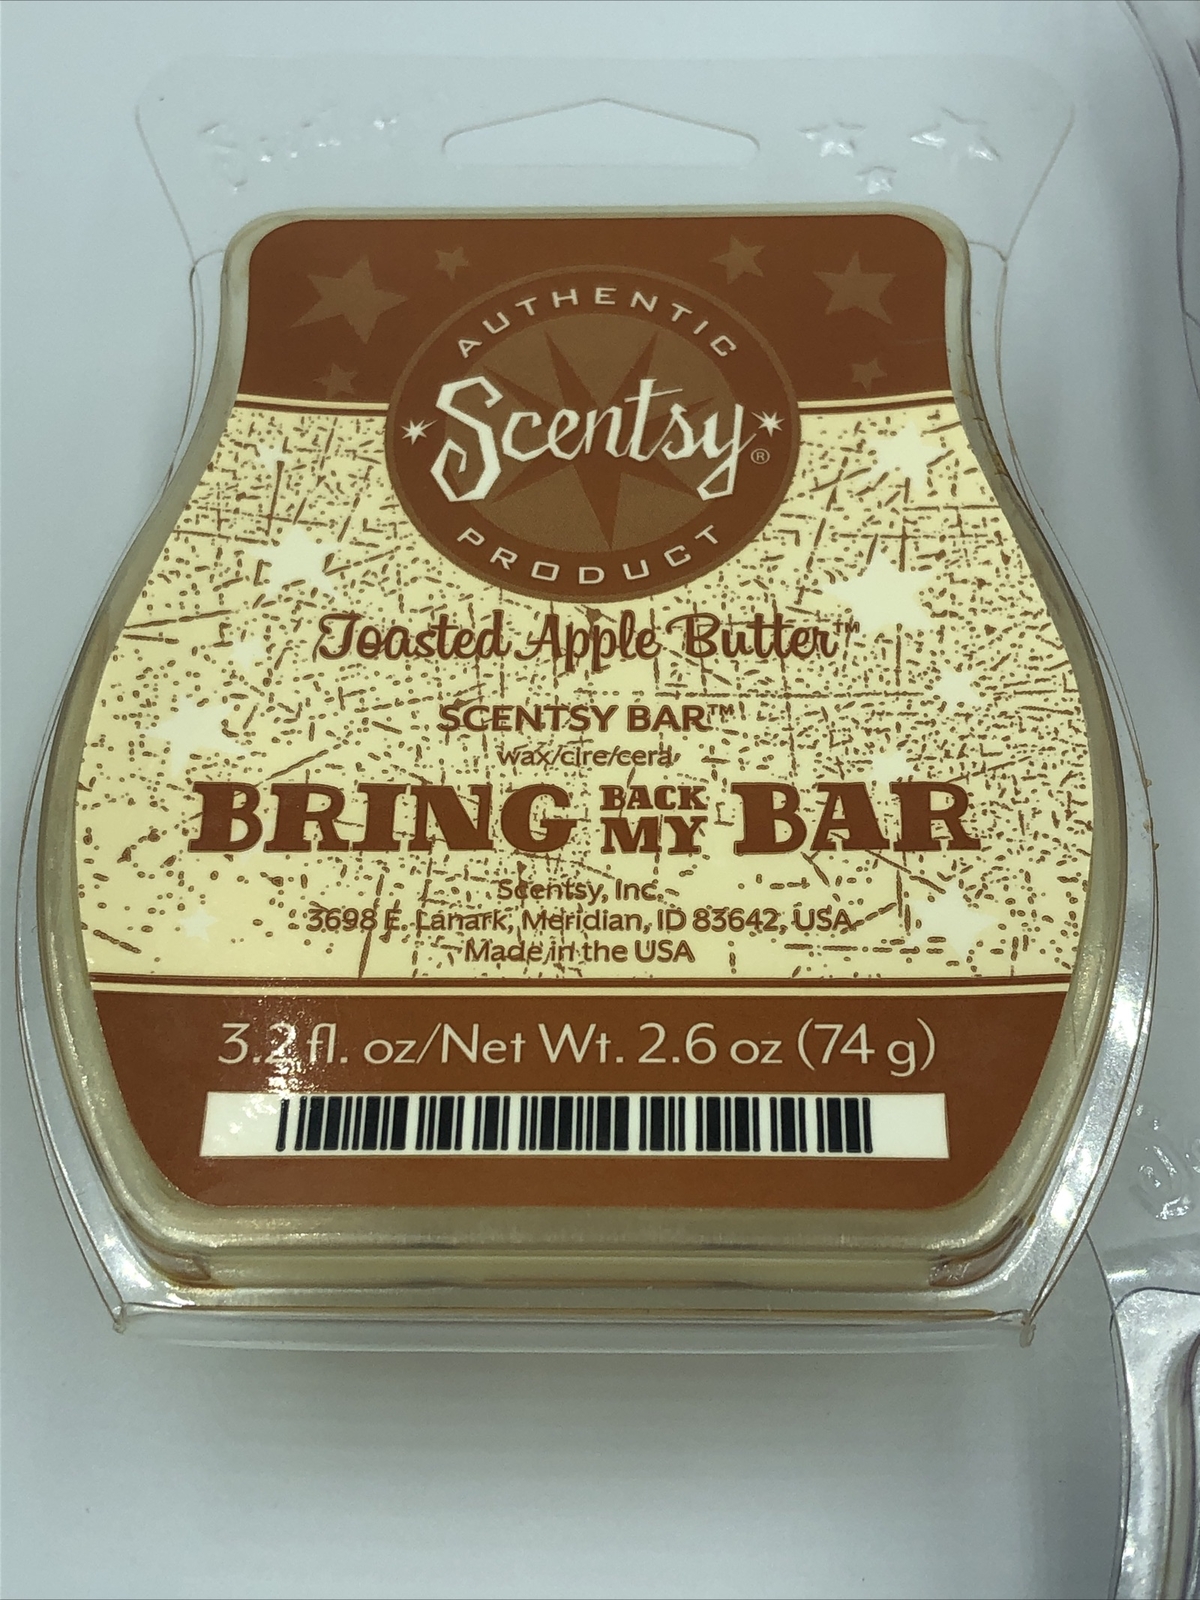 AUTHENTIC
Scentsy®
PRODUCT
Toasted Apple Butter™
SCENTSY BAR™
wax/cire/cera
BRING BACK MY BAR
Scentsy, Inc.
3698 E. Lanark, Meridian, ID 83642, USA
Made in the USA
3.2 fl. oz/Net Wt. 2.6 oz (74 g)